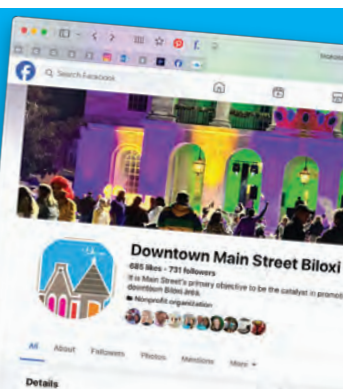 Search Facebook
Downtown Main Street Biloxi
685 likes • 731 followers
It is Main Street's primary objective to be the catalyst in promoti
downtown Biloxi area.
Nonprofit organization
All About Followers Photos Mentions More
Details